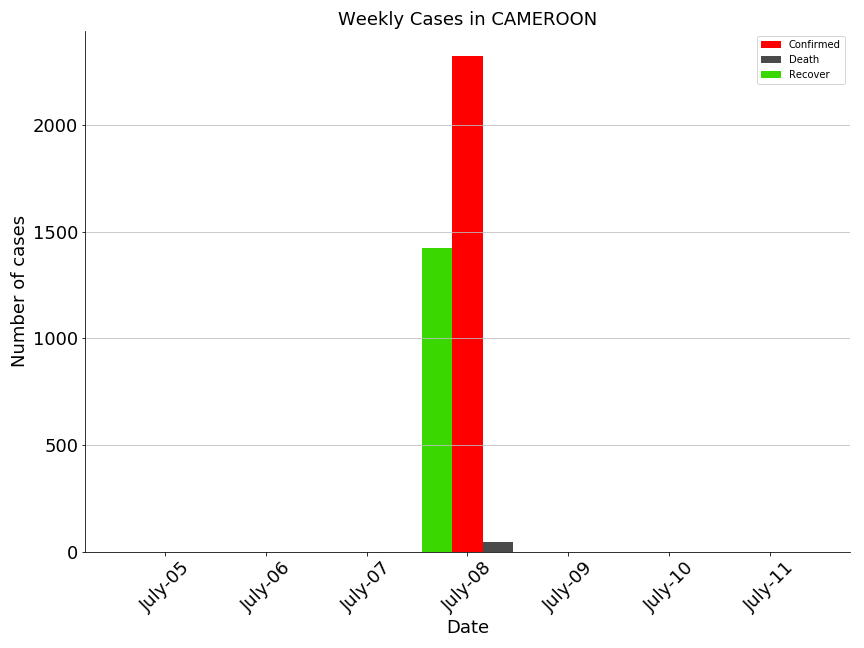 Weekly Cases in CAMEROON
Confirmed
Death
Recover
Number of cases
2000
1500
1000
500
0
July-05
July-06
July-07
July-08
July-09
July-10
July-11
Date